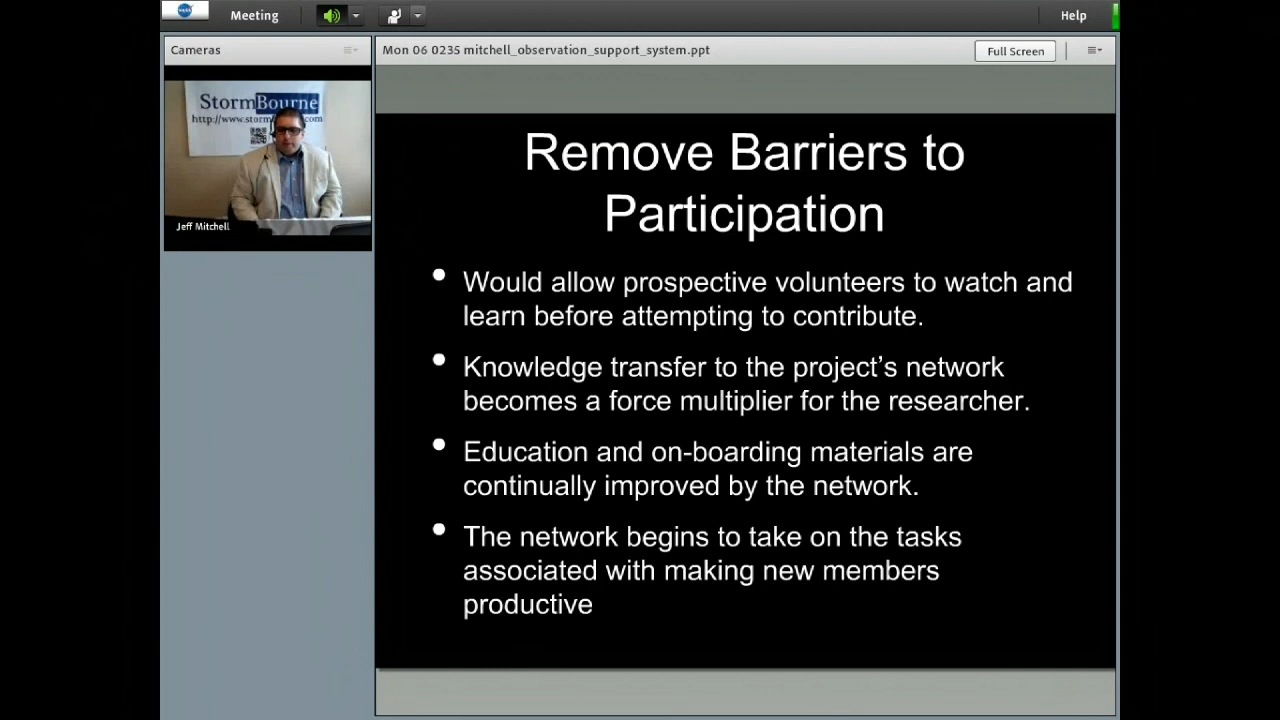 Meeting
Help
Cameras
Mon 06 0235 mitchell_observation_support_system.ppt
Full Screen
StormBourne
http://www.storm
.com
Jeff Mitchell
Remove Barriers to
Participation
• Would allow prospective volunteers to watch and
learn before attempting to contribute.
• Knowledge transfer to the project’s network
becomes a force multiplier for the researcher.
• Education and on-boarding materials are
continually improved by the network.
• The network begins to take on the tasks
associated with making new members
productive